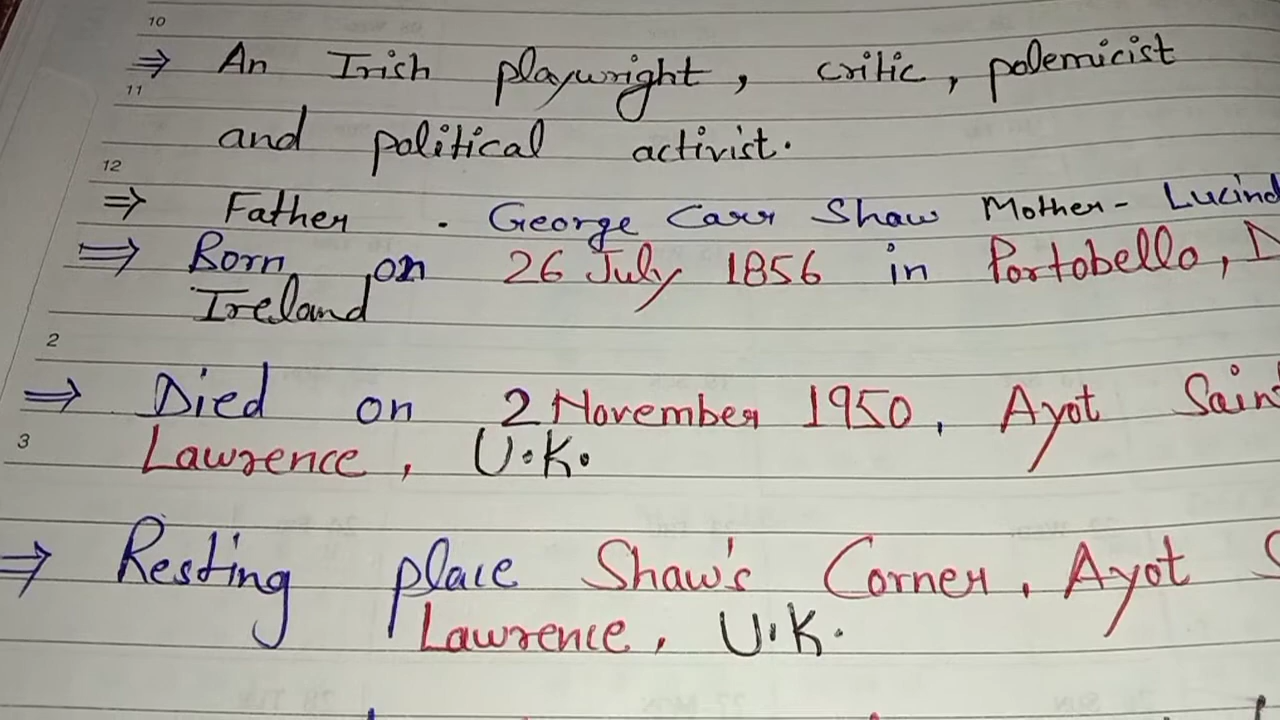 10
⇒ An Irish playwright, critic, polemicist
11
and political activist.
12
⇒ Father - George Carr Shaw Mother- Lucind
⇒ Born on 26 July 1856 in Portobello, D
Ireland
2
⇒ Died on 2 November 1950, Ayot Sain
3
Lawrence, U.K.
⇒ Resting place Shaw's Corner, Ayot S
Lawrence, U.K.